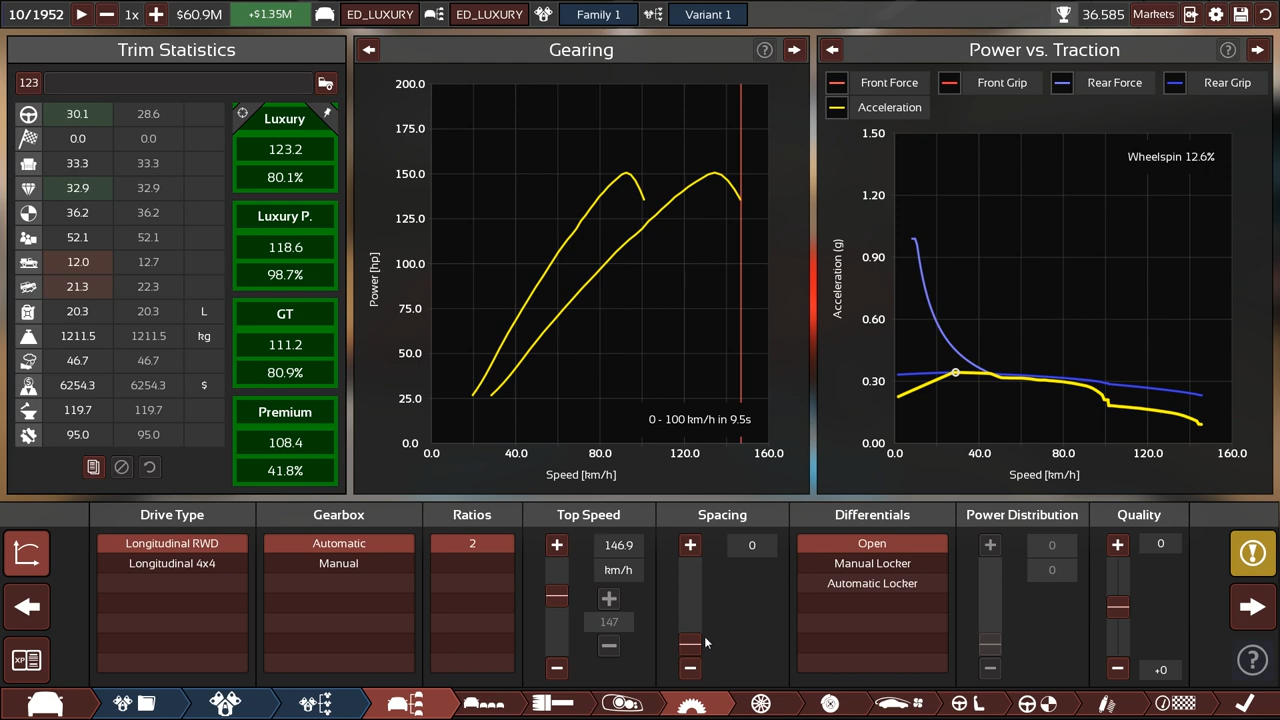 10/1952 1x $60.9M +$1.35M ED_LUXURY ED_LUXURY Family 1 Variant 1 36.585 Markets
Trim Statistics
123
30.1 28.6
0.0 0.0
33.3 33.3
32.9 32.9
36.2 36.2
52.1 52.1
12.0 12.7
21.3 22.3
20.3 20.3 L
1211.5 1211.5 kg
46.7 46.7
6254.3 6254.3 $
119.7 119.7
95.0 95.0
Luxury
123.2
80.1%
Luxury P.
118.6
98.7%
GT
111.2
80.9%
Premium
108.4
41.8%
Gearing ?
200.0
175.0
150.0
125.0
100.0
75.0
50.0
25.0
0.0
Power [hp]
0 - 100 km/h in 9.5s
0.0 40.0 80.0 120.0 160.0
Speed [km/h]
Power vs. Traction ?
Front Force Front Grip Rear Force Rear Grip
Acceleration
1.50
1.20
0.90
0.60
0.30
0.00
Acceleration (g)
Wheelspin 12.6%
0.0 40.0 80.0 120.0 160.0
Speed [km/h]
Drive Type Gearbox Ratios Top Speed Spacing Differentials Power Distribution Quality
Longitudinal RWD Automatic 2 146.9 0 Open 0 0
Longitudinal 4x4 Manual km/h Manual Locker 0
Automatic Locker
147
+0
XP
?